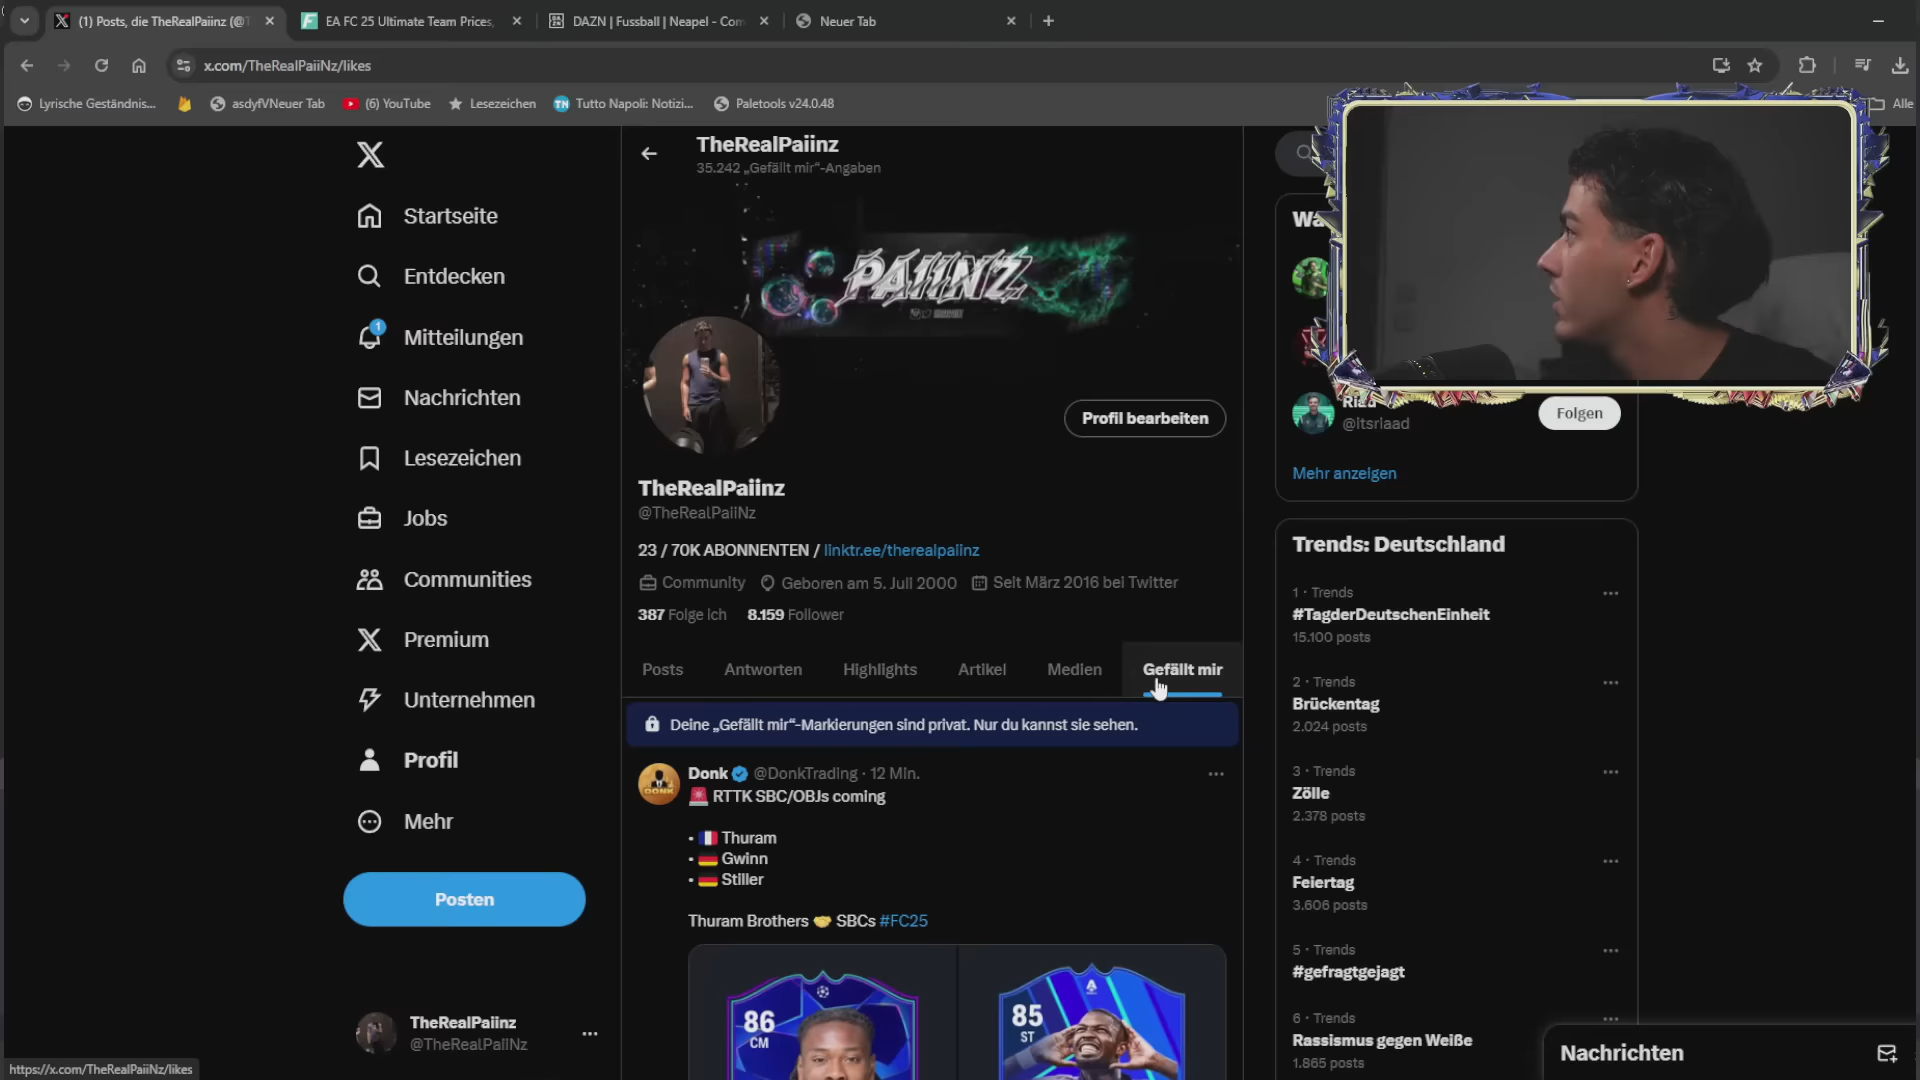 (1) Posts, die TheRealPaiinz (@T
EA FC 25 Ultimate Team Prices,
DAZN | Fussball | Neapel - Com
Neuer Tab
x.com/TheRealPaiiNz/likes
Lyrische Geständnis...
asdyfVNeuer Tab
(6) YouTube
Lesezeichen
TN
Tutto Napoli: Notizi...
Paletools v24.0.48
Alle
Startseite
Entdecken
1
Mitteilungen
Nachrichten
Lesezeichen
Jobs
Communities
Premium
Unternehmen
Profil
Mehr
Posten
TheRealPaiinz
@TheRealPaiiNz
https://x.com/TheRealPaiiNz/likes
TheRealPaiinz
35.242 „Gefällt mir“-Angaben
PAIINZ
Profil bearbeiten
TheRealPaiinz
@TheRealPaiiNz
23 / 70K ABONNENTEN / linktr.ee/therealpaiinz
Community Geboren am 5. Juli 2000 Seit März 2016 bei Twitter
387 Folge ich 8.159 Follower
Posts Antworten Highlights Artikel Medien Gefällt mir
Deine „Gefällt mir“-Markierungen sind privat. Nur du kannst sie sehen.
Donk @DonkTrading · 12 Min.
🚨 RTTK SBC/OBJs coming
• 🇫🇷 Thuram
• 🇩🇪 Gwinn
• 🇩🇪 Stiller
Thuram Brothers 🤝 SBCs #FC25
DONK
86
CM
85
ST
Wa
Riad
@itsriaad
Folgen
Mehr anzeigen
Trends: Deutschland
1 · Trends
#TagderDeutschenEinheit
15.100 posts
2 · Trends
Brückentag
2.024 posts
3 · Trends
Zölle
2.378 posts
4 · Trends
Feiertag
3.606 posts
5 · Trends
#gefragtgejagt
6 · Trends
Rassismus gegen Weiße
1.865 posts
Nachrichten